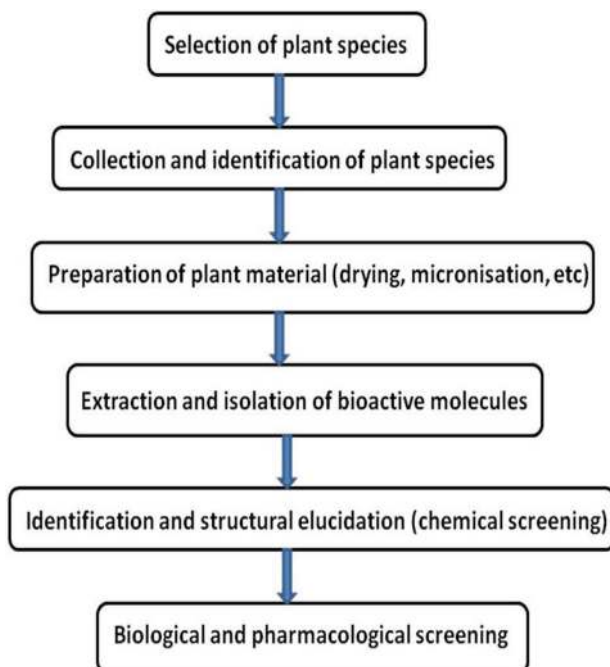 Selection of plant species
Collection and identification of plant species
Preparation of plant material (drying, micronisation, etc)
Extraction and isolation of bioactive molecules
Identification and structural elucidation (chemical screening)
Biological and pharmacological screening